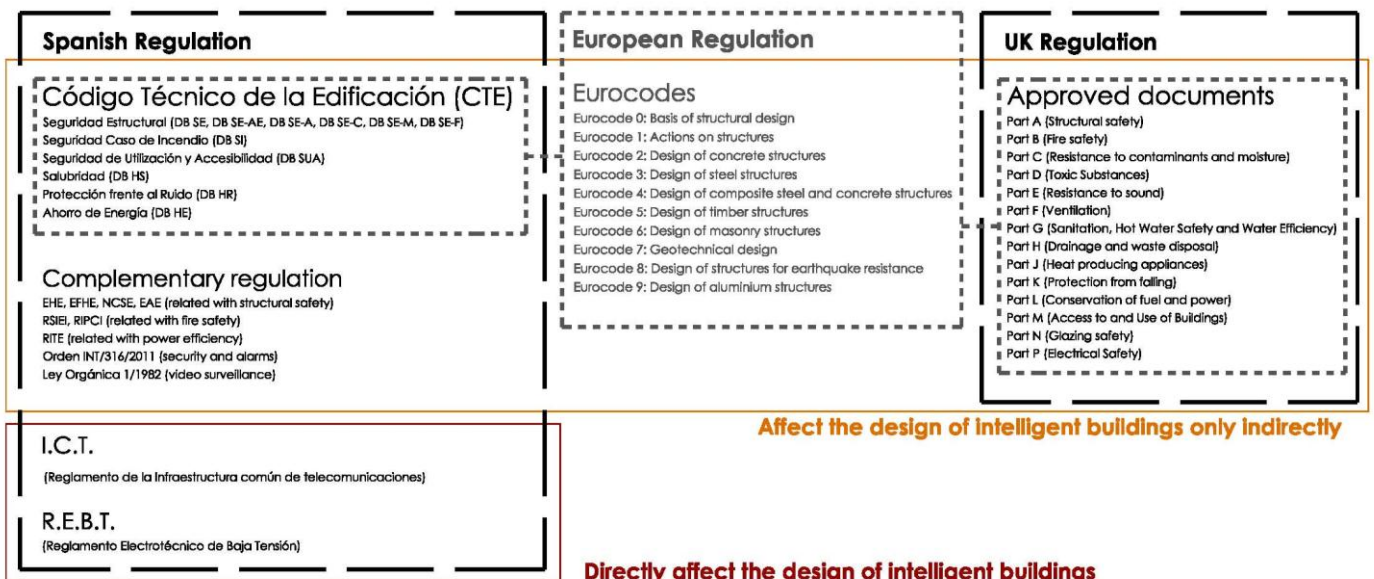 Spanish Regulation
Código Técnico de la Edificación (CTE)
Seguridad Estructural (DB SE, DB SE-AE, DB SE-A, DB SE-C, DB SE-M, DB SE-F)
Seguridad Caso de Incendio (DB SI)
Seguridad de Utilización y Accesibilidad (DB SUA)
Salubridad (DB HS)
Protección frente al Ruido (DB HR)
Ahorro de Energía (DB HE)
Complementary regulation
EHE, EFHE, NCSE, EAE (related with structural safety)
RSIEI, RIPCI (related with fire safety)
RITE (related with power efficiency)
Orden INT/316/2011 (security and alarms)
Ley Orgánica 1/1982 (video surveillance)
I.C.T.
(Reglamento de la Infraestructura común de telecomunicaciones)
R.E.B.T.
(Reglamento Electrotécnico de Baja Tensión)
European Regulation
Eurocodes
Eurocode 0: Basis of structural design
Eurocode 1: Actions on structures
Eurocode 2: Design of concrete structures
Eurocode 3: Design of steel structures
Eurocode 4: Design of composite steel and concrete structures
Eurocode 5: Design of timber structures
Eurocode 6: Design of masonry structures
Eurocode 7: Geotechnical design
Eurocode 8: Design of structures for earthquake resistance
Eurocode 9: Design of aluminium structures
UK Regulation
Approved documents
Part A (Structural safety)
Part B (Fire safety)
Part C (Resistance to contaminants and moisture)
Part D (Toxic Substances)
Part E (Resistance to sound)
Part F (Ventilation)
Part G (Sanitation, Hot Water Safety and Water Efficiency)
Part H (Drainage and waste disposal)
Part J (Heat producing appliances)
Part K (Protection from falling)
Part L (Conservation of fuel and power)
Part M (Access to and Use of Buildings)
Part N (Glazing safety)
Part P (Electrical Safety)
Affect the design of intelligent buildings only indirectly
Directly affect the design of intelligent buildings